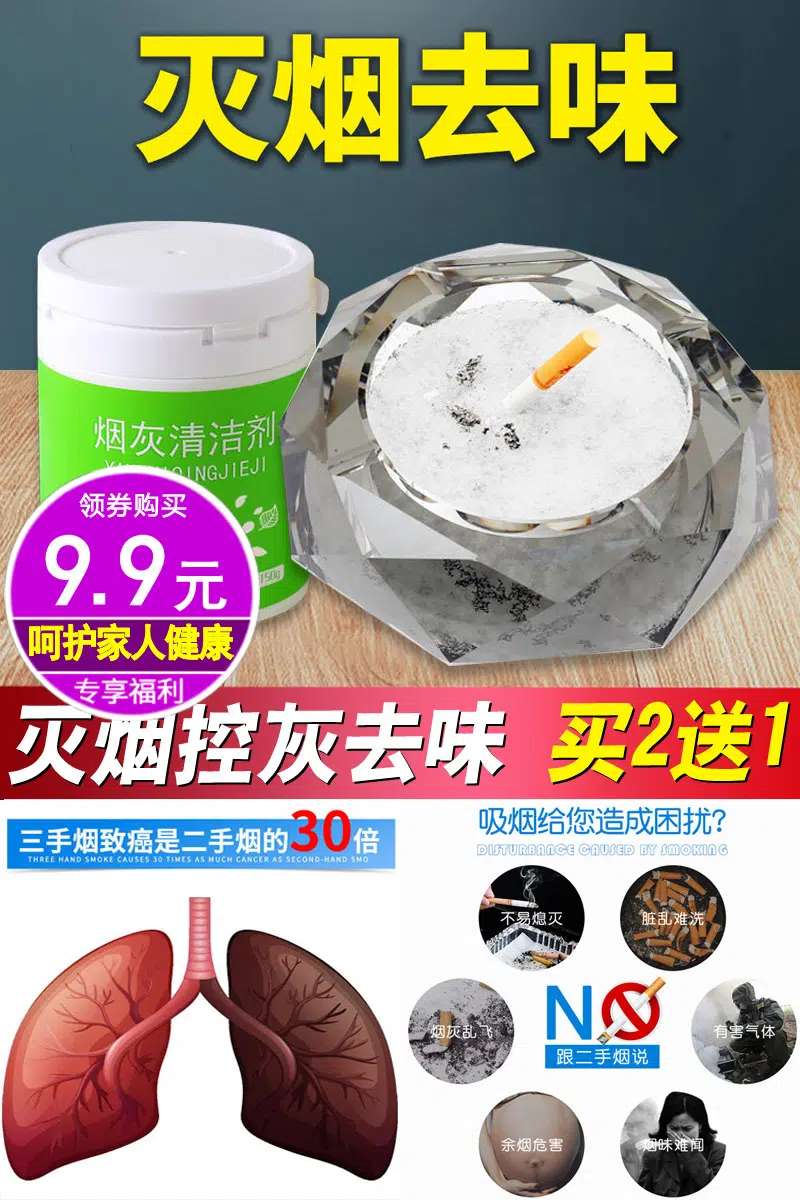 灭烟去味
烟灰清洁剂
150g
领券购买
9.9元
呵护家人健康
专享福利
灭烟控灰去味 买2送1
三手烟致癌是二手烟的30倍
THREE HAND SMOKE CAUSES 30 TIMES AS MUCH CANCER AS SECOND-HAND SMO
吸烟给您造成困扰?
DISTURBANCE CAUSED BY SMOKING
不易熄灭
脏乱难洗
烟灰乱飞
NO
有害气体
跟二手烟说
余烟危害
烟味难闻